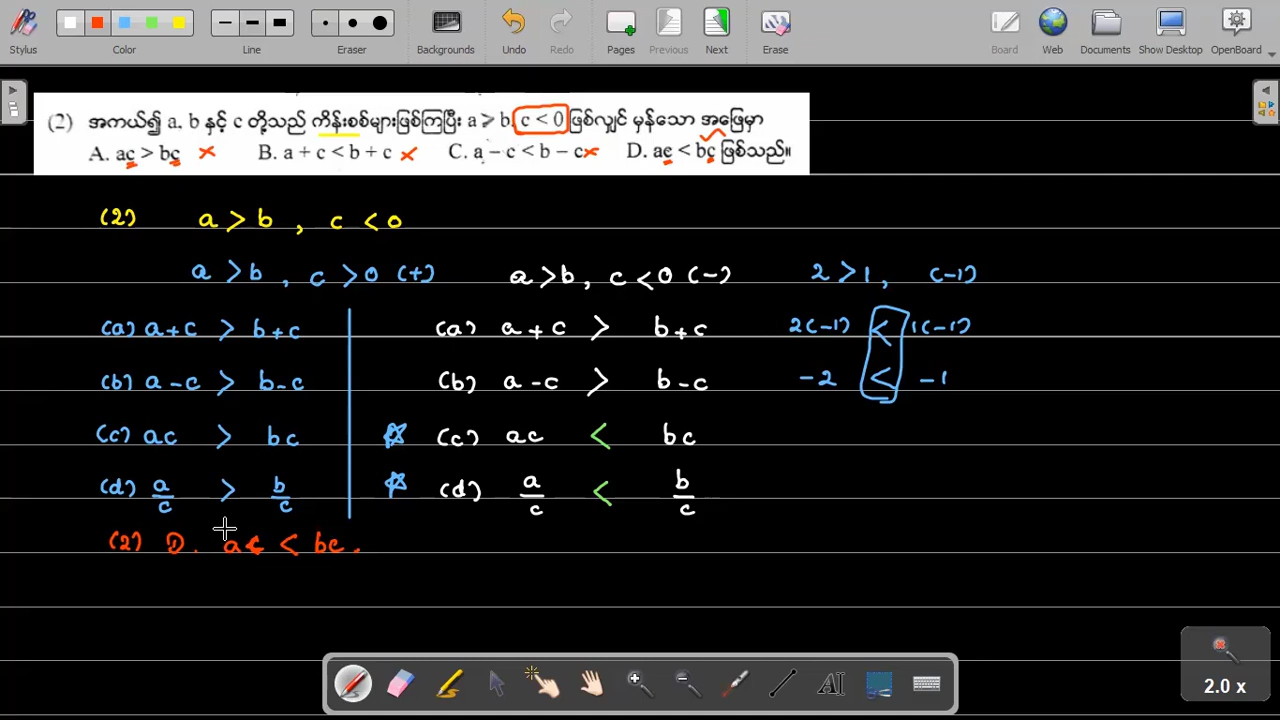 Stylus Color Line Eraser Backgrounds Undo Redo Pages Previous Next Erase Board Web Documents Show Desktop OpenBoard
(2) အကယ်၍ a, b နှင့် c တို့သည် ကိန်းစစ်များဖြစ်ကြပြီး a > b, c < 0 ဖြစ်လျှင် မှန်သော အဖြေမှာ
A. ac > bc × B. a + c < b + c × C. a − c < b − c × D. ac < bc ဖြစ်သည်။
(2) a > b , c < 0
a > b , c > 0 (+) a > b, c < 0 (−) 2 > 1, (−1)
(a) a + c > b + c (a) a + c > b + c 2(−1) < 1(−1)
(b) a − c > b − c (b) a − c > b − c −2 < −1
(c) ac > bc ☆ (c) ac < bc
(d) a/c > b/c ☆ (d) a/c < b/c
(2) D. ac < bc.
2.0 x